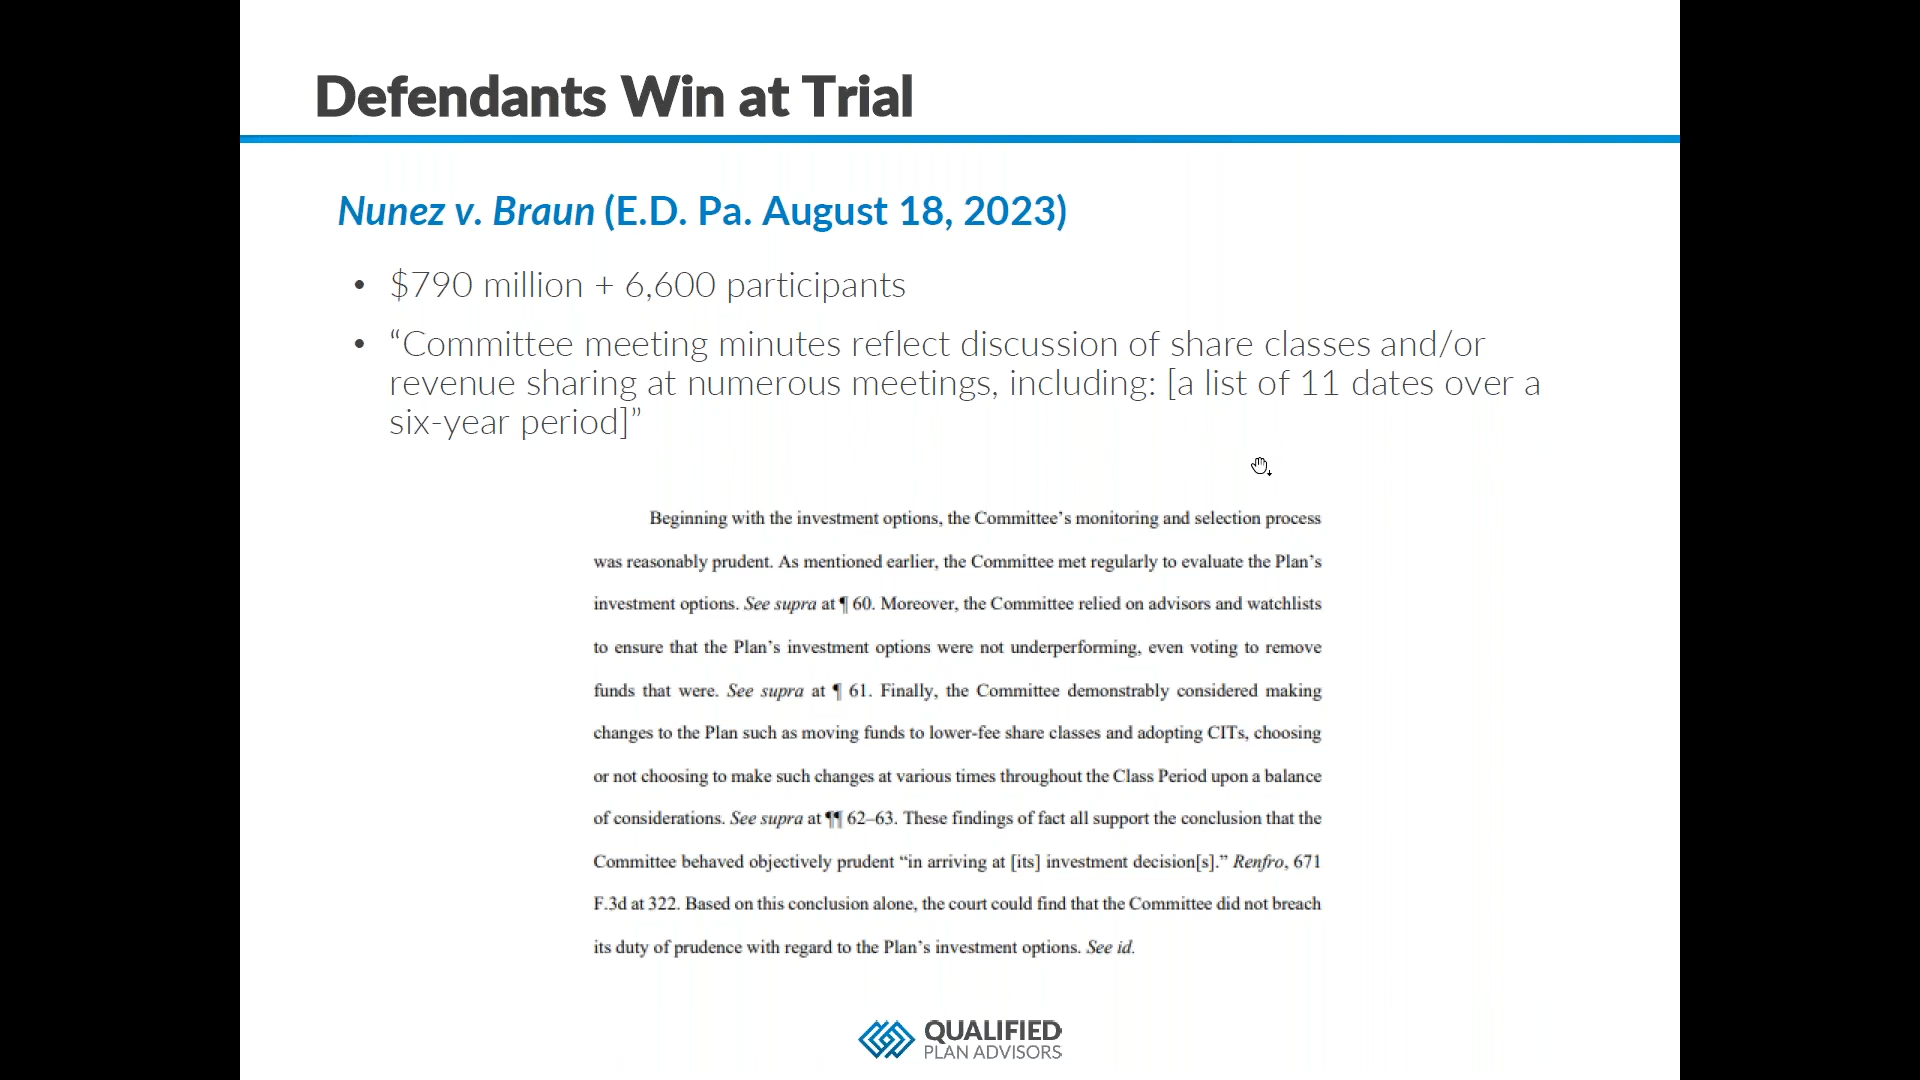 Defendants Win at Trial
Nunez v. Braun (E.D. Pa. August 18, 2023)
• $790 million + 6,600 participants
• “Committee meeting minutes reflect discussion of share classes and/or
revenue sharing at numerous meetings, including: [a list of 11 dates over a
six-year period]”
Beginning with the investment options, the Committee’s monitoring and selection process
was reasonably prudent. As mentioned earlier, the Committee met regularly to evaluate the Plan’s
investment options. See supra at ¶ 60. Moreover, the Committee relied on advisors and watchlists
to ensure that the Plan’s investment options were not underperforming, even voting to remove
funds that were. See supra at ¶ 61. Finally, the Committee demonstrably considered making
changes to the Plan such as moving funds to lower-fee share classes and adopting CITs, choosing
or not choosing to make such changes at various times throughout the Class Period upon a balance
of considerations. See supra at ¶¶ 62–63. These findings of fact all support the conclusion that the
Committee behaved objectively prudent “in arriving at [its] investment decision[s].” Renfro, 671
F.3d at 322. Based on this conclusion alone, the court could find that the Committee did not breach
its duty of prudence with regard to the Plan’s investment options. See id.
QUALIFIED
PLAN ADVISORS